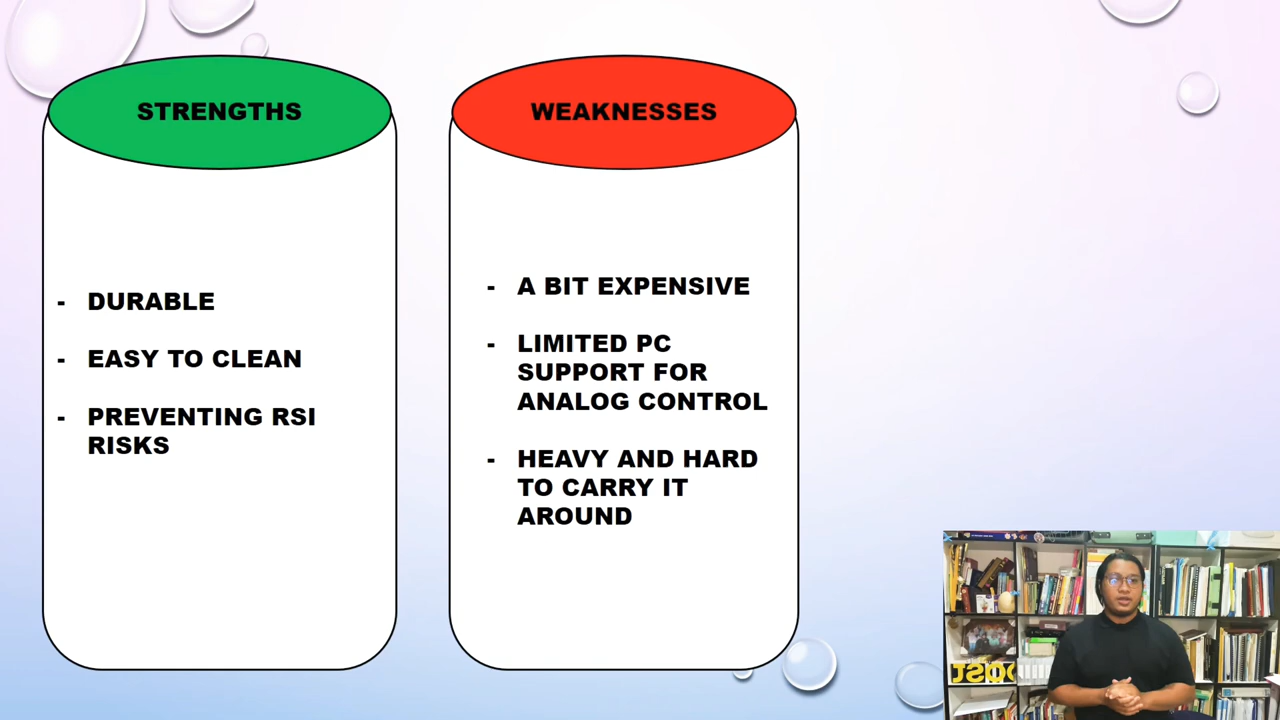 STRENGTHS
- DURABLE
- EASY TO CLEAN
- PREVENTING RSI
RISKS
WEAKNESSES
- A BIT EXPENSIVE
- LIMITED PC
SUPPORT FOR
ANALOG CONTROL
- HEAVY AND HARD
TO CARRY IT
AROUND